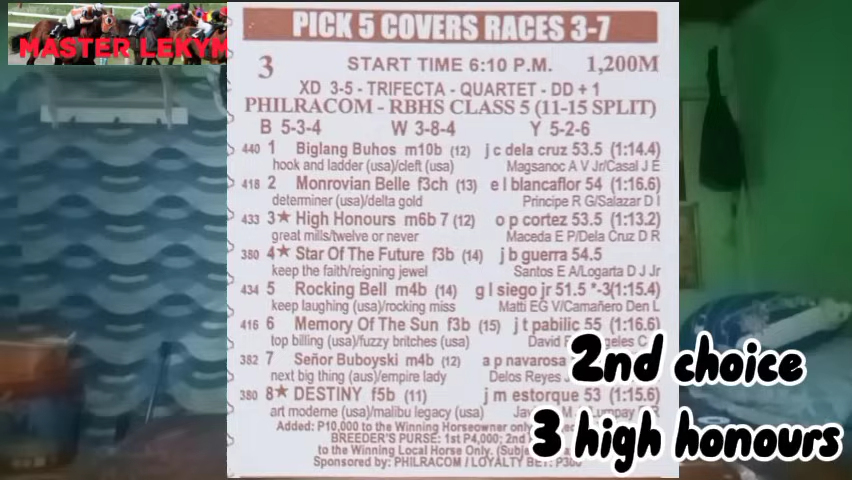 MASTER LEKYM
PICK 5 COVERS RACES 3-7
3 START TIME 6:10 P.M. 1,200M
XD 3-5 - TRIFECTA - QUARTET - DD + 1
PHILRACOM - RBHS CLASS 5 (11-15 SPLIT)
B 5-3-4 W 3-8-4 Y 5-2-6
440 1 Biglang Buhos m10b (12) j c dela cruz 53.5 (1:14.4)
hook and ladder (usa)/cleft (usa) Magsanoc A V Jr/Casal J E
418 2 Monrovian Belle f3ch (13) e l blancaflor 54 (1:16.6)
determiner (usa)/delta gold Principe R G/Salazar D I
433 3★ High Honours m6b 7 (12) o p cortez 53.5 (1:13.2)
great mills/twelve or never Maceda E P/Dela Cruz D R
380 4★ Star Of The Future f3b (14) j b guerra 54.5
keep the faith/reigning jewel Santos E A/Logarta D J Jr
434 5 Rocking Bell m4b (14) g l siego jr 51.5 *-3(1:15.4)
keep laughing (usa)/rocking miss Matti EG V/Camañero Den L
416 6 Memory Of The Sun f3b (15) j t pabilic 55 (1:16.6)
top billing (usa)/fuzzy britches (usa) David
382 7 Señor Buboyski m4b (12) a p navarosa
next big thing (aus)/empire lady Delos Reyes
380 8★ DESTINY f5b (11) j m estorque 53 (1:15.6)
art moderne (usa)/malibu legacy (usa)
Added: P10,000 to the Winning Horseowner only
BREEDER'S PURSE: 1st P4,000; 2nd
to the Winning Local Horse Only.
Sponsored by: PHILRACOM / LOYALTY BET: P300
2nd choice
3 high honours